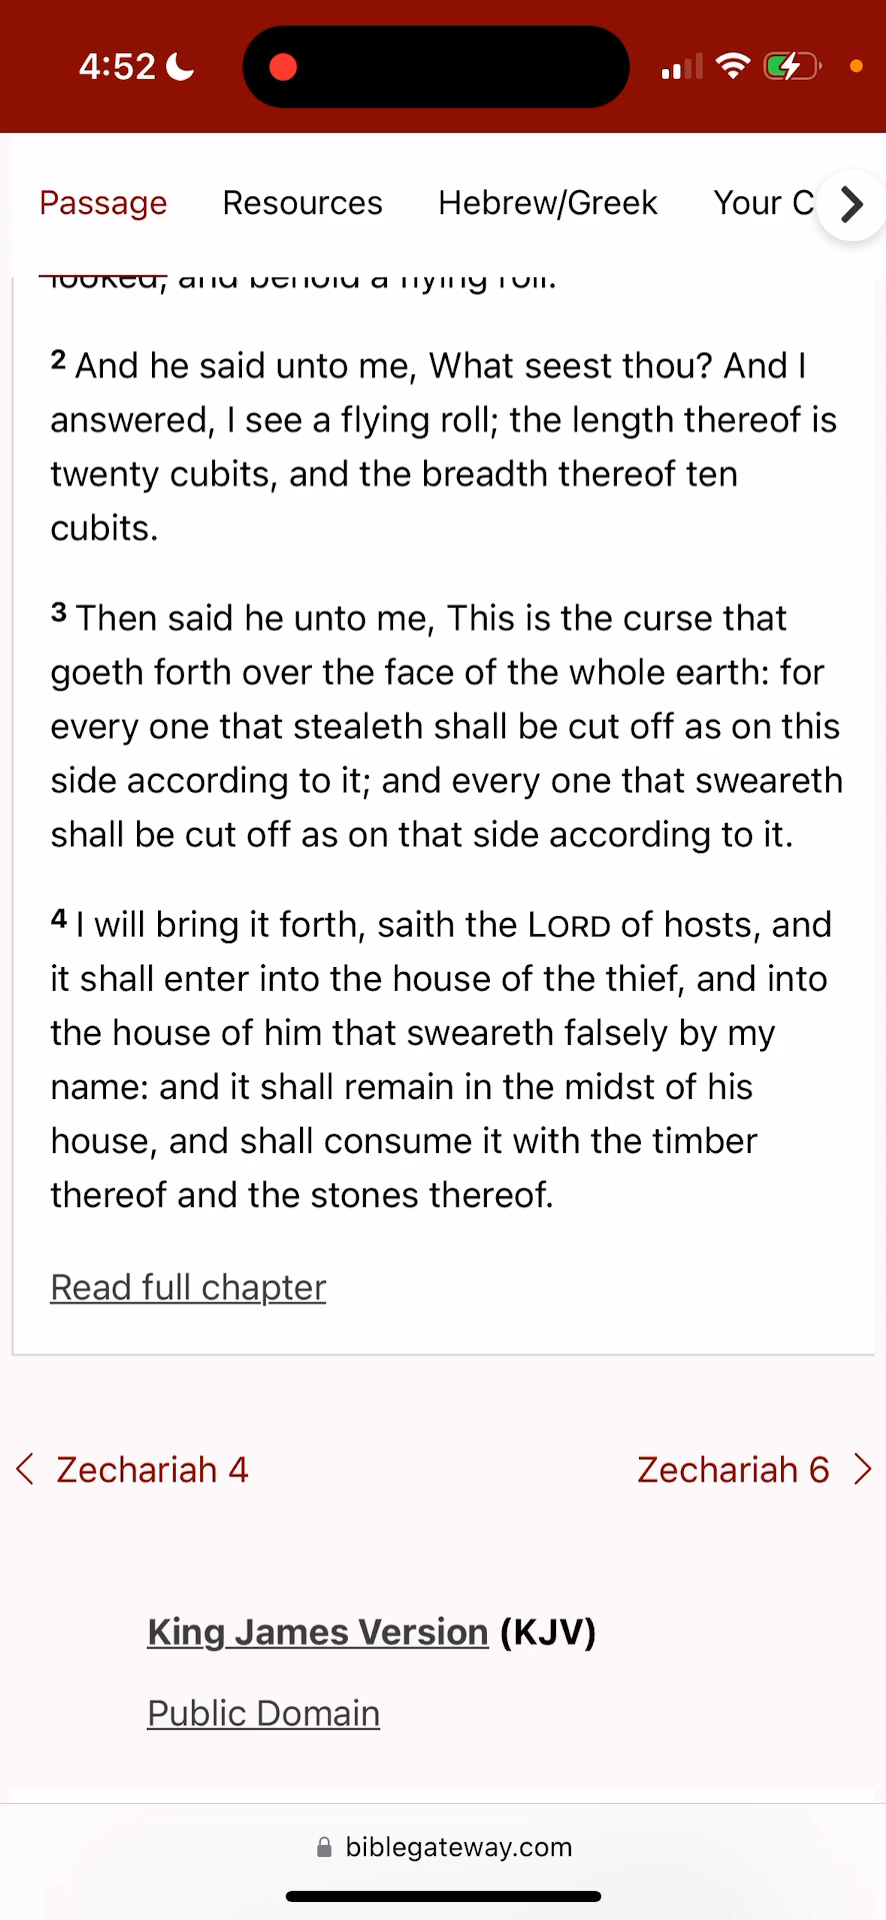 4:52
Passage Resources Hebrew/Greek Your C
looked, and behold a flying roll.
2 And he said unto me, What seest thou? And I
answered, I see a flying roll; the length thereof is
twenty cubits, and the breadth thereof ten
cubits.
3 Then said he unto me, This is the curse that
goeth forth over the face of the whole earth: for
every one that stealeth shall be cut off as on this
side according to it; and every one that sweareth
shall be cut off as on that side according to it.
4 I will bring it forth, saith the LORD of hosts, and
it shall enter into the house of the thief, and into
the house of him that sweareth falsely by my
name: and it shall remain in the midst of his
house, and shall consume it with the timber
thereof and the stones thereof.
Read full chapter
Zechariah 4 Zechariah 6
King James Version (KJV)
Public Domain
biblegateway.com